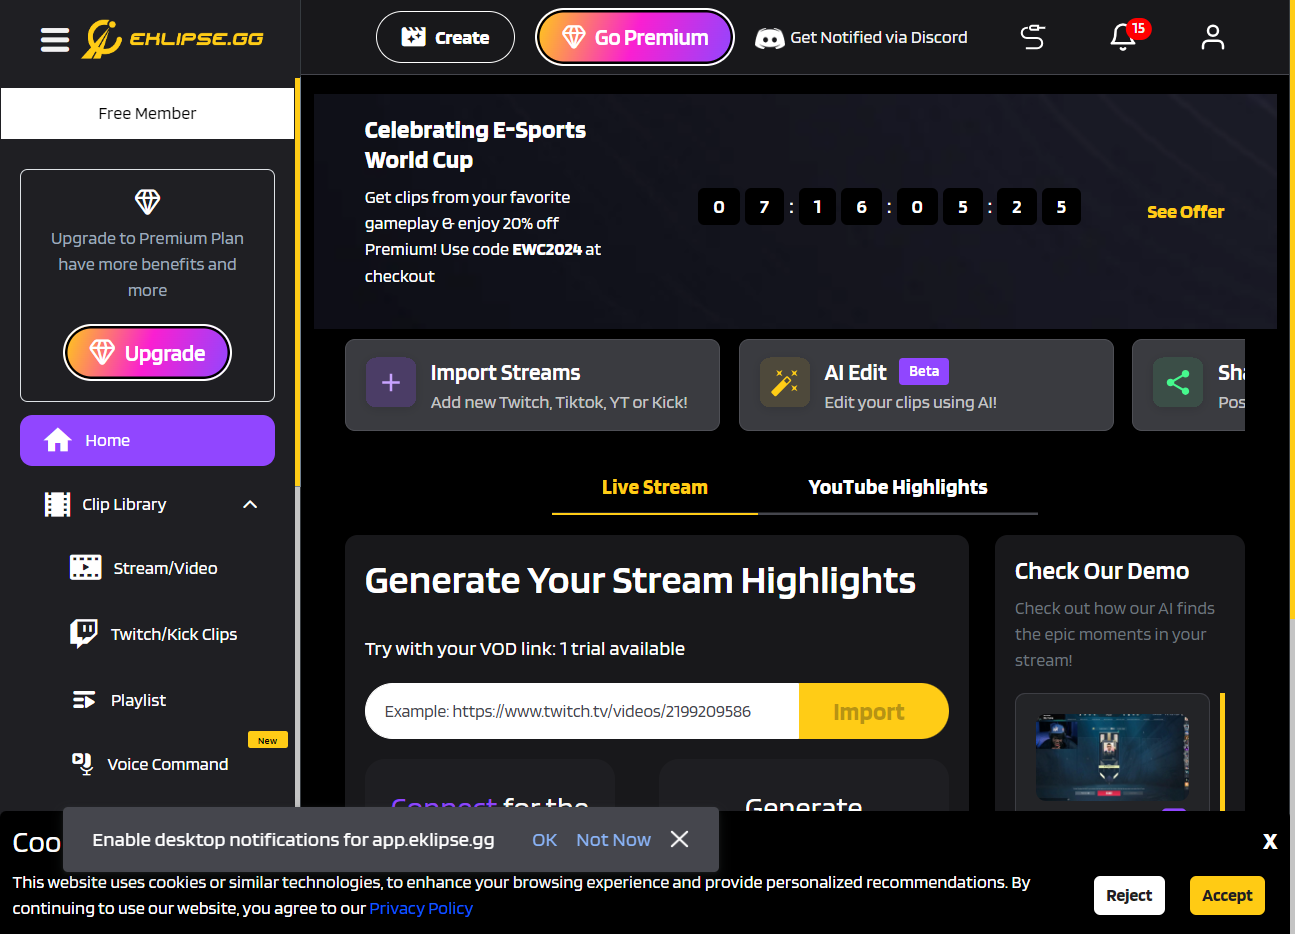 EKLIPSE.GG
Create
Go Premium
Get Notified via Discord
15
Free Member
Upgrade to Premium Plan
have more benefits and
more
Upgrade
Home
Clip Library
Stream/Video
Twitch/Kick Clips
Playlist
New
Voice Command
Celebrating E-Sports
World Cup
Get clips from your favorite
gameplay & enjoy 20% off
Premium! Use code EWC2024 at
checkout
0 7 : 1 6 : 0 5 : 2 5
See Offer
Import Streams
Add new Twitch, Tiktok, YT or Kick!
AI Edit Beta
Edit your clips using AI!
Sha
Pos
Live Stream
YouTube Highlights
Generate Your Stream Highlights
Try with your VOD link: 1 trial available
Example: https://www.twitch.tv/videos/2199209586
Import
Connect for the
Generate
Check Our Demo
Check out how our AI finds
the epic moments in your
stream!
Coo
Enable desktop notifications for app.eklipse.gg
OK
Not Now
X
This website uses cookies or similar technologies, to enhance your browsing experience and provide personalized recommendations. By
continuing to use our website, you agree to our Privacy Policy
Reject
Accept